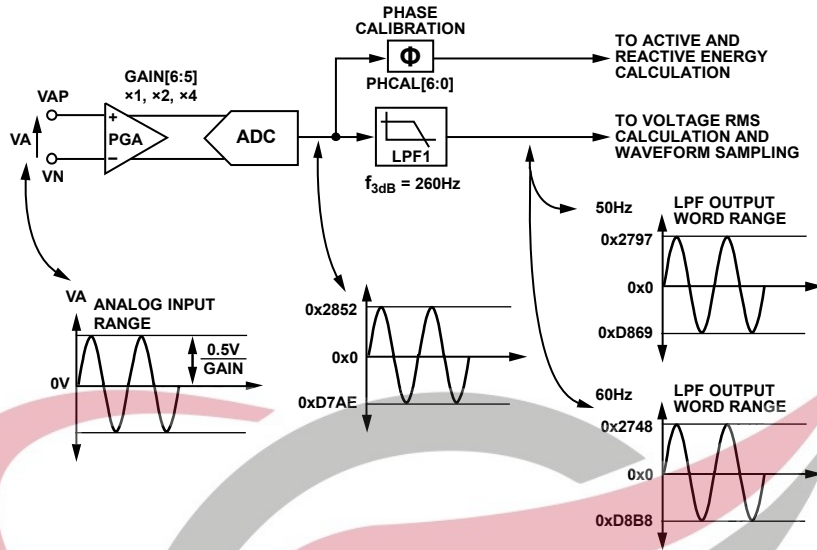 PHASE
CALIBRATION
Φ
PHCAL[6:0]
TO ACTIVE AND
REACTIVE ENERGY
CALCULATION
GAIN[6:5]
×1, ×2, ×4
VAP
VA
VN
+
PGA
−
ADC
LPF1
f3dB = 260Hz
TO VOLTAGE RMS
CALCULATION AND
WAVEFORM SAMPLING
50Hz
LPF OUTPUT
WORD RANGE
0x2797
0x0
0xD869
VA
ANALOG INPUT
RANGE
0V
0.5V
GAIN
0x2852
0x0
0xD7AE
60Hz
LPF OUTPUT
WORD RANGE
0x2748
0x0
0xD8B8